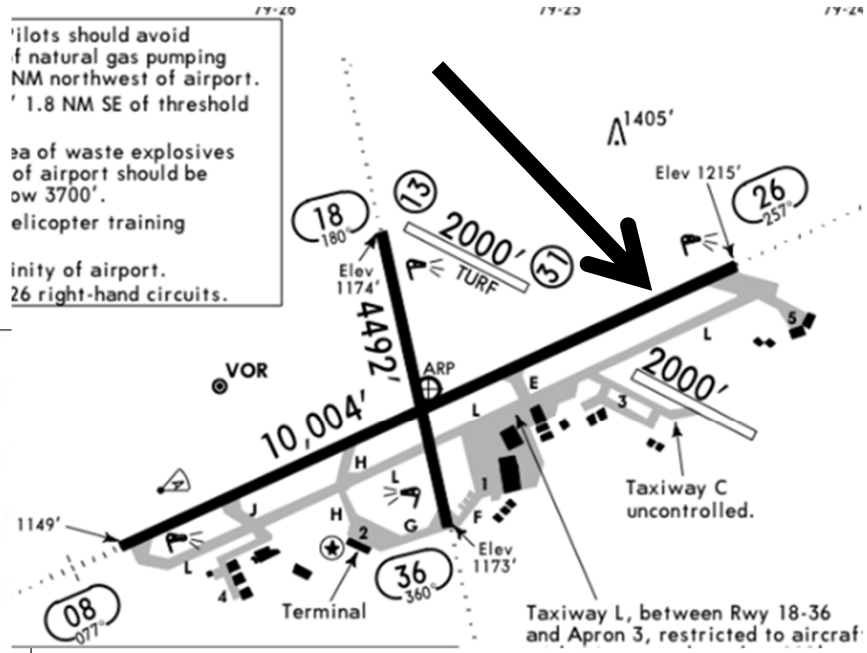 79-26
79-25
79-24
Pilots should avoid
of natural gas pumping
NM northwest of airport.
' 1.8 NM SE of threshold
ea of waste explosives
of airport should be
ow 3700'.
elicopter training
inity of airport.
26 right-hand circuits.
1405'
Elev 1215'
26
257°
18
180°
13
2000'
TURF
31
Elev
1174'
4492'
5
L
VOR
ARP
E
2000'
L
3
10,004'
H
L
1
Taxiway C
uncontrolled.
1149'
J
H
G
F
2
L
Elev
1173'
36
360°
4
08
077°
Terminal
Taxiway L, between Rwy 18-36
and Apron 3, restricted to aircraft